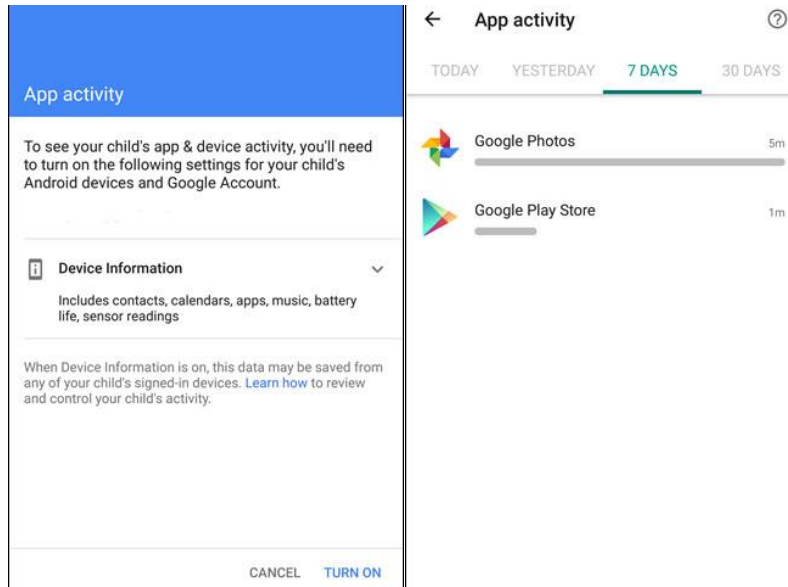 App activity
To see your child's app & device activity, you'll need
to turn on the following settings for your child's
Android devices and Google Account.
Device Information
Includes contacts, calendars, apps, music, battery
life, sensor readings
When Device Information is on, this data may be saved from
any of your child's signed-in devices. Learn how to review
and control your child's activity.
CANCEL TURN ON
App activity
TODAY YESTERDAY 7 DAYS 30 DAYS
Google Photos 5m
Google Play Store 1m